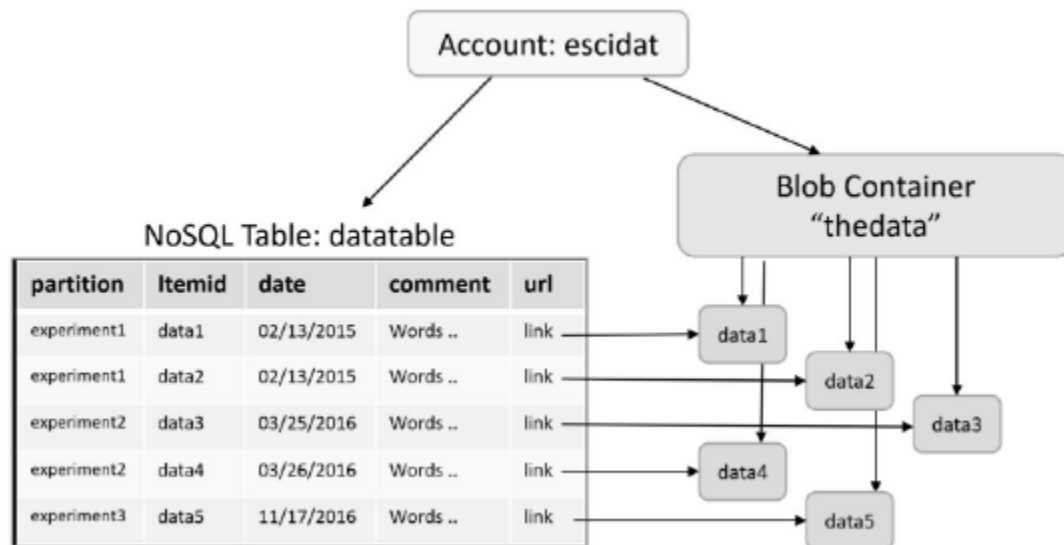 Account: escidat
Blob Container
“thedata”
NoSQL Table: datatable
partition Itemid date comment url
experiment1 data1 02/13/2015 Words .. link
experiment1 data2 02/13/2015 Words .. link
experiment2 data3 03/25/2016 Words .. link
experiment2 data4 03/26/2016 Words .. link
experiment3 data5 11/17/2016 Words .. link
data1
data2
data3
data4
data5